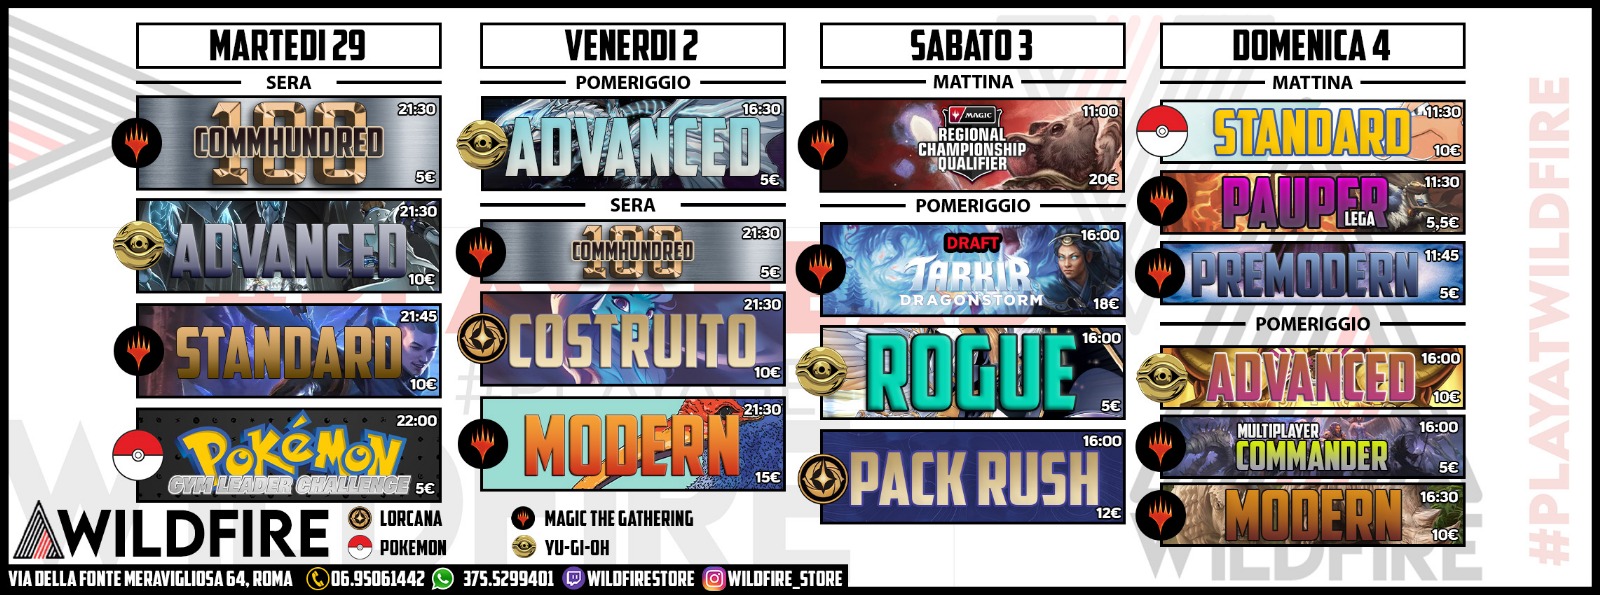 MARTEDI 29
SERA
100
COMMHUNDRED
21:30
5€
ADVANCED
21:30
10€
STANDARD
21:45
10€
POKÉMON
GYM LEADER CHALLENGE
22:00
5€
VENERDI 2
POMERIGGIO
ADVANCED
16:30
5€
SERA
100
COMMHUNDRED
21:30
5€
COSTRUITO
21:30
10€
MODERN
21:30
15€
SABATO 3
MATTINA
MAGIC
REGIONAL
CHAMPIONSHIP
QUALIFIER
11:00
20€
POMERIGGIO
DRAFT
TARKIR
DRAGONSTORM
16:00
18€
ROGUE
16:00
5€
PACK RUSH
16:00
12€
DOMENICA 4
MATTINA
STANDARD
11:30
10€
PAUPER
LEGA
11:30
5,5€
PREMODERN
11:45
5€
POMERIGGIO
ADVANCED
16:00
10€
MULTIPLAYER
COMMANDER
16:00
5€
MODERN
16:30
10€
WILDFIRE
LORCANA
POKEMON
MAGIC THE GATHERING
YU-GI-OH
VIA DELLA FONTE MERAVIGLIOSA 64, ROMA 06.95061442 375.5299401 WILDFIRESTORE WILDFIRE_STORE
#PLAYATWILDFIRE
WILDFIRE